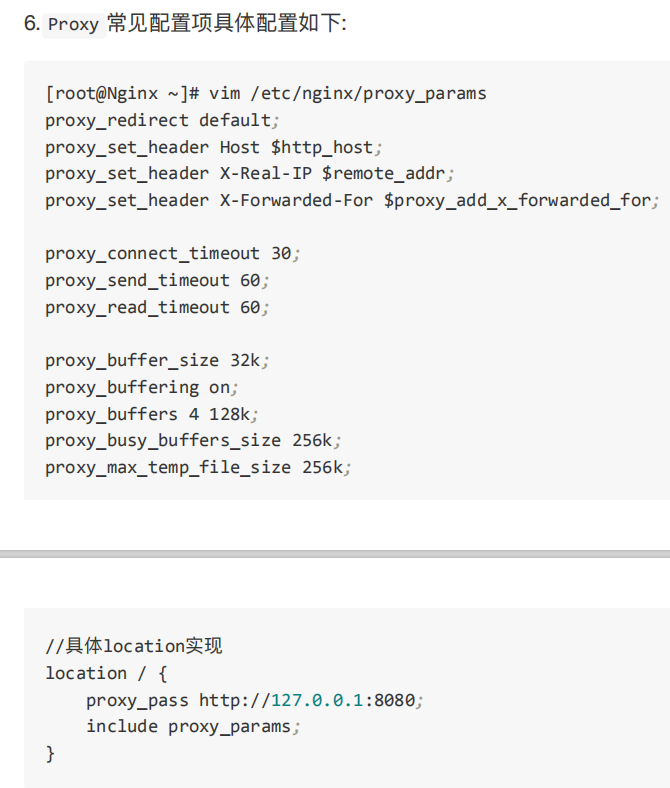 6. Proxy 常见配置项具体配置如下:
[root@Nginx ~]# vim /etc/nginx/proxy_params
proxy_redirect default;
proxy_set_header Host $http_host;
proxy_set_header X-Real-IP $remote_addr;
proxy_set_header X-Forwarded-For $proxy_add_x_forwarded_for;
proxy_connect_timeout 30;
proxy_send_timeout 60;
proxy_read_timeout 60;
proxy_buffer_size 32k;
proxy_buffering on;
proxy_buffers 4 128k;
proxy_busy_buffers_size 256k;
proxy_max_temp_file_size 256k;
//具体location实现
location / {
    proxy_pass http://127.0.0.1:8080;
    include proxy_params;
}